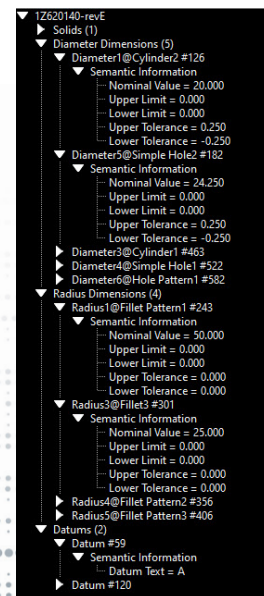 1Z620140-revE
Solids (1)
Diameter Dimensions (5)
Diameter1@Cylinder2 #126
Semantic Information
Nominal Value = 20.000
Upper Limit = 0.000
Lower Limit = 0.000
Upper Tolerance = 0.250
Lower Tolerance = -0.250
Diameter5@Simple Hole2 #182
Semantic Information
Nominal Value = 24.250
Upper Limit = 0.000
Lower Limit = 0.000
Upper Tolerance = 0.250
Lower Tolerance = -0.250
Diameter3@Cylinder1 #463
Diameter4@Simple Hole1 #522
Diameter6@Hole Pattern1 #582
Radius Dimensions (4)
Radius1@Fillet Pattern1 #243
Semantic Information
Nominal Value = 50.000
Upper Limit = 0.000
Lower Limit = 0.000
Upper Tolerance = 0.000
Lower Tolerance = 0.000
Radius3@Fillet3 #301
Semantic Information
Nominal Value = 25.000
Upper Limit = 0.000
Lower Limit = 0.000
Upper Tolerance = 0.000
Lower Tolerance = 0.000
Radius4@Fillet Pattern2 #356
Radius5@Fillet Pattern3 #406
Datums (2)
Datum #59
Semantic Information
Datum Text = A
Datum #120